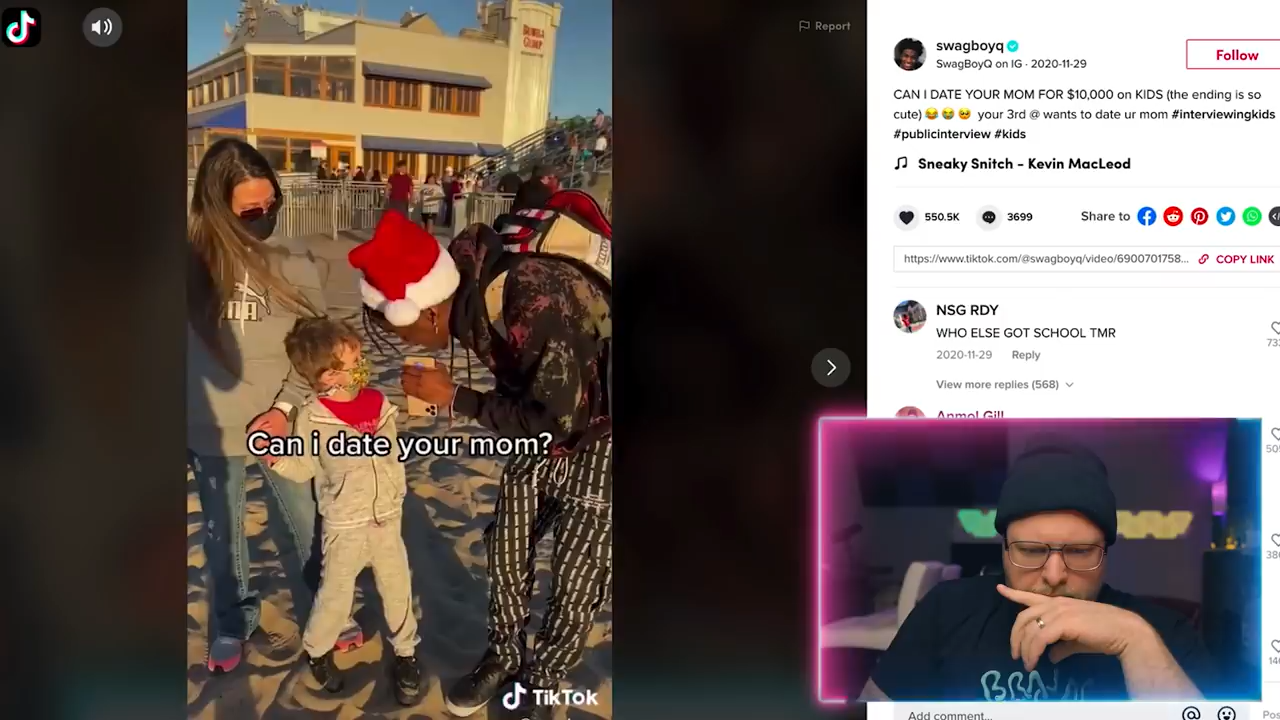 Report
swagboyq
SwagBoyQ on IG · 2020-11-29
Follow
CAN I DATE YOUR MOM FOR $10,000 on KIDS (the ending is so
cute) 😂😭🥺 your 3rd @ wants to date ur mom #interviewingkids
#publicinterview #kids
Sneaky Snitch - Kevin MacLeod
550.5K
3699
Share to
https://www.tiktok.com/@swagboyq/video/6900701758...
COPY LINK
NSG RDY
WHO ELSE GOT SCHOOL TMR
2020-11-29 Reply
View more replies (568)
Anmol Gill
Can i date your mom?
TikTok
Add comment...